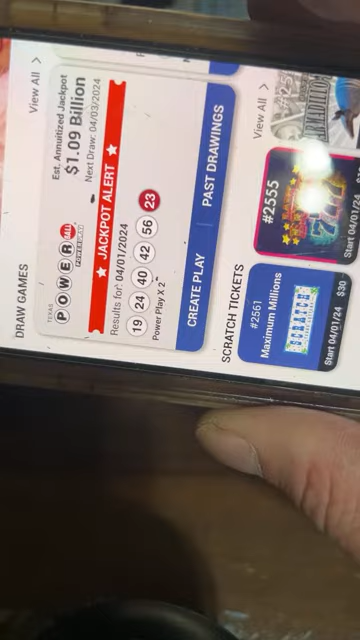 DRAW GAMES
View All >
TEXAS
POWERBALL
POWERPLAY
Est. Annuitized Jackpot
$1.09 Billion
Next Draw: 04/03/2024
★ JACKPOT ALERT ★
Results for: 04/01/2024
19 24 40 42 56 23
Power Play X 2
CREATE PLAY | PAST DRAWINGS
SCRATCH TICKETS
View All >
#2561
Maximum Millions
SCRATCH
Start 04/01/24 $30
#2555
Start 04/01/24